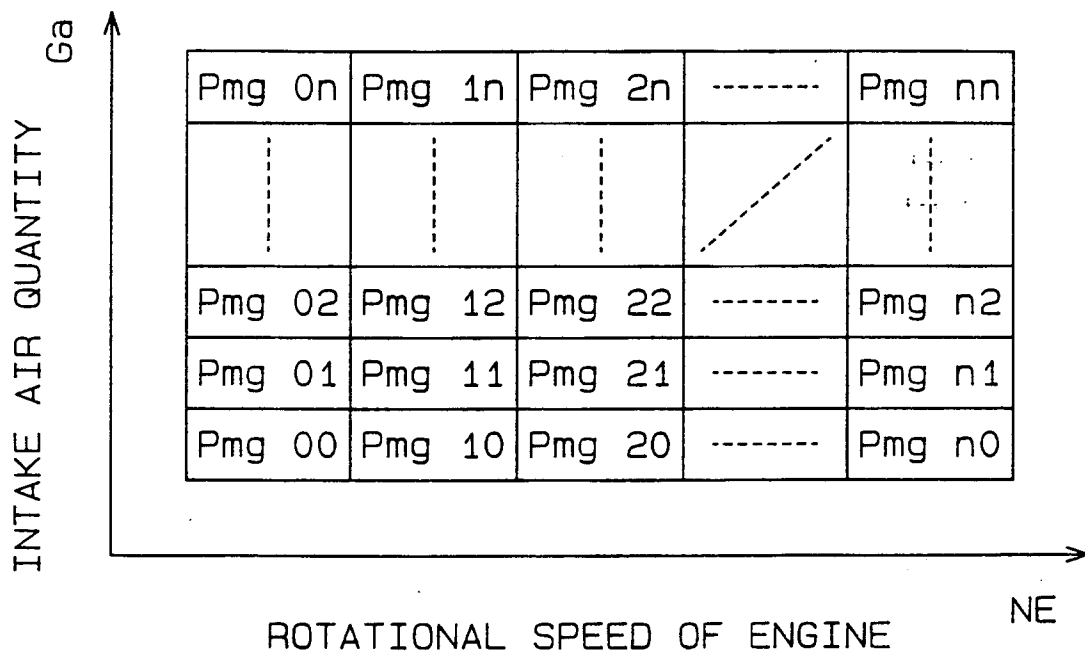 Ga
INTAKE AIR QUANTITY
Pmg 0n Pmg 1n Pmg 2n Pmg nn
Pmg 02 Pmg 12 Pmg 22 Pmg n2
Pmg 01 Pmg 11 Pmg 21 Pmg n1
Pmg 00 Pmg 10 Pmg 20 Pmg n0
NE
ROTATIONAL SPEED OF ENGINE